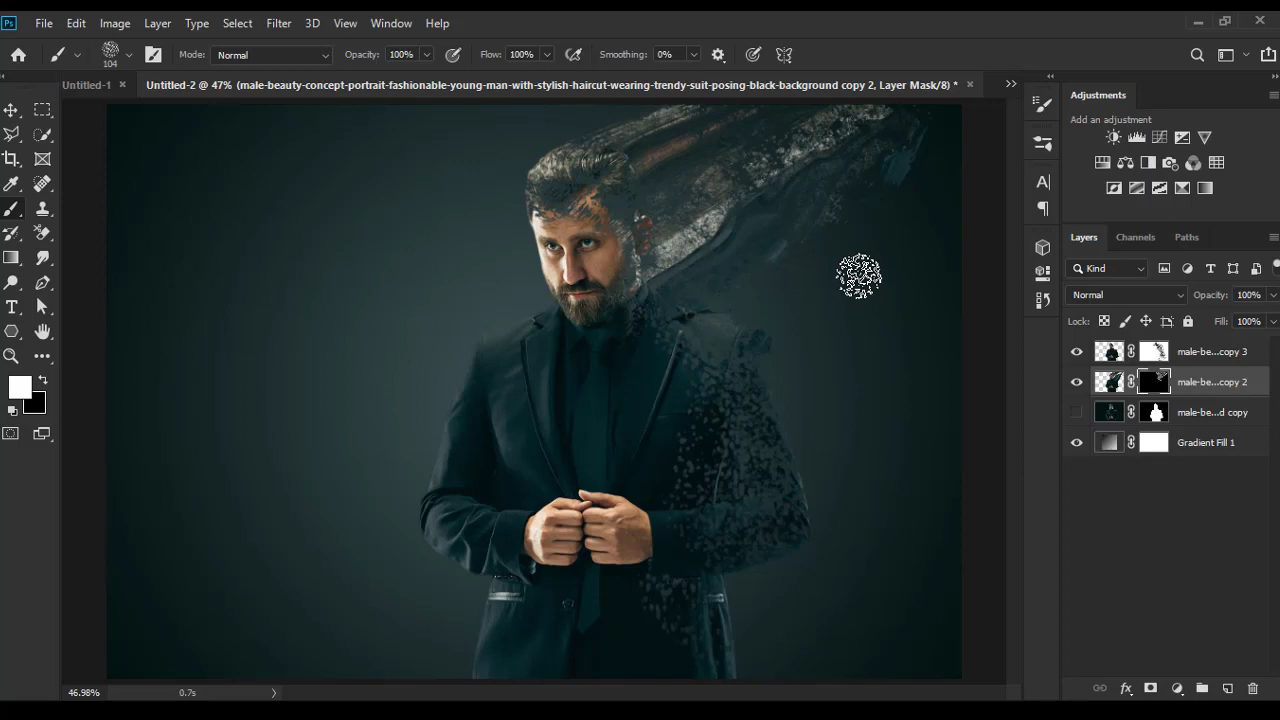 Ps File Edit Image Layer Type Select Filter 3D View Window Help
104 Mode: Normal Opacity: 100% Flow: 100% Smoothing: 0%
Untitled-1 × Untitled-2 @ 47% (male-beauty-concept-portrait-fashionable-young-man-with-stylish-haircut-wearing-trendy-suit-posing-black-background copy 2, Layer Mask/8) * ×
Adjustments
Add an adjustment
Layers Channels Paths
Kind
Normal Opacity: 100%
Lock: Fill: 100%
male-be...copy 3
male-be...copy 2
male-be...d copy
Gradient Fill 1
46.98% 0.7s